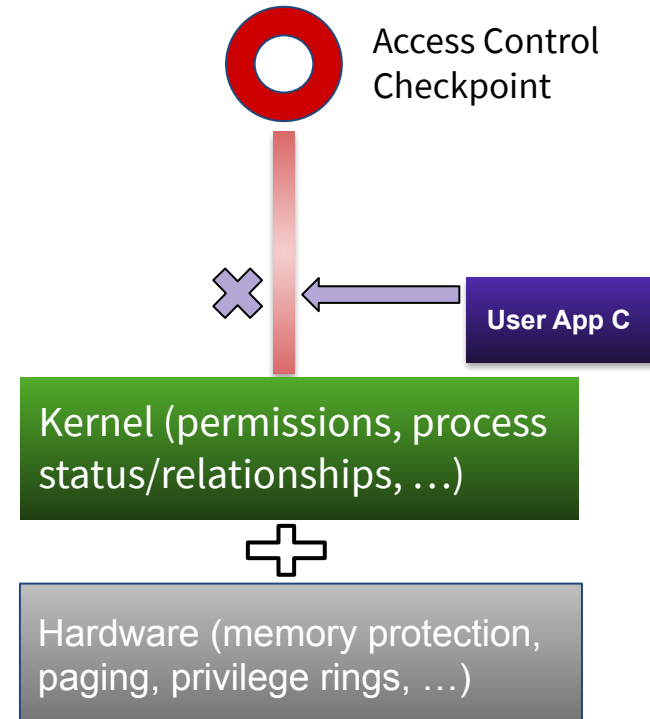 Access Control
Checkpoint
User App C
Kernel (permissions, process
status/relationships, …)
Hardware (memory protection,
paging, privilege rings, …)